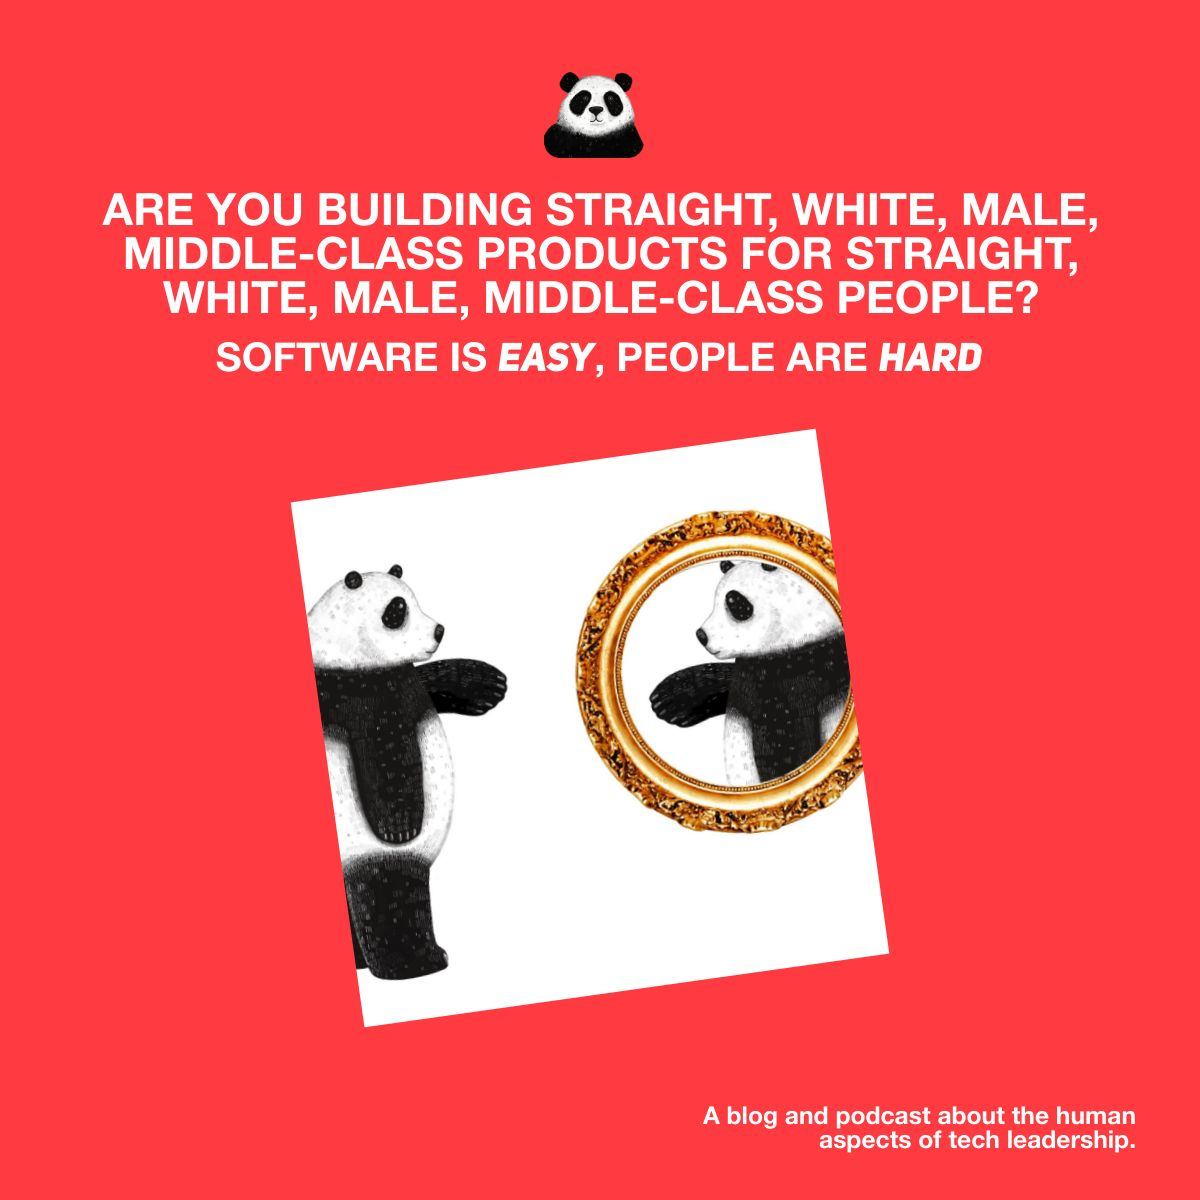 ARE YOU BUILDING STRAIGHT, WHITE, MALE,
MIDDLE-CLASS PRODUCTS FOR STRAIGHT,
WHITE, MALE, MIDDLE-CLASS PEOPLE?
SOFTWARE IS EASY, PEOPLE ARE HARD
A blog and podcast about the human
aspects of tech leadership.